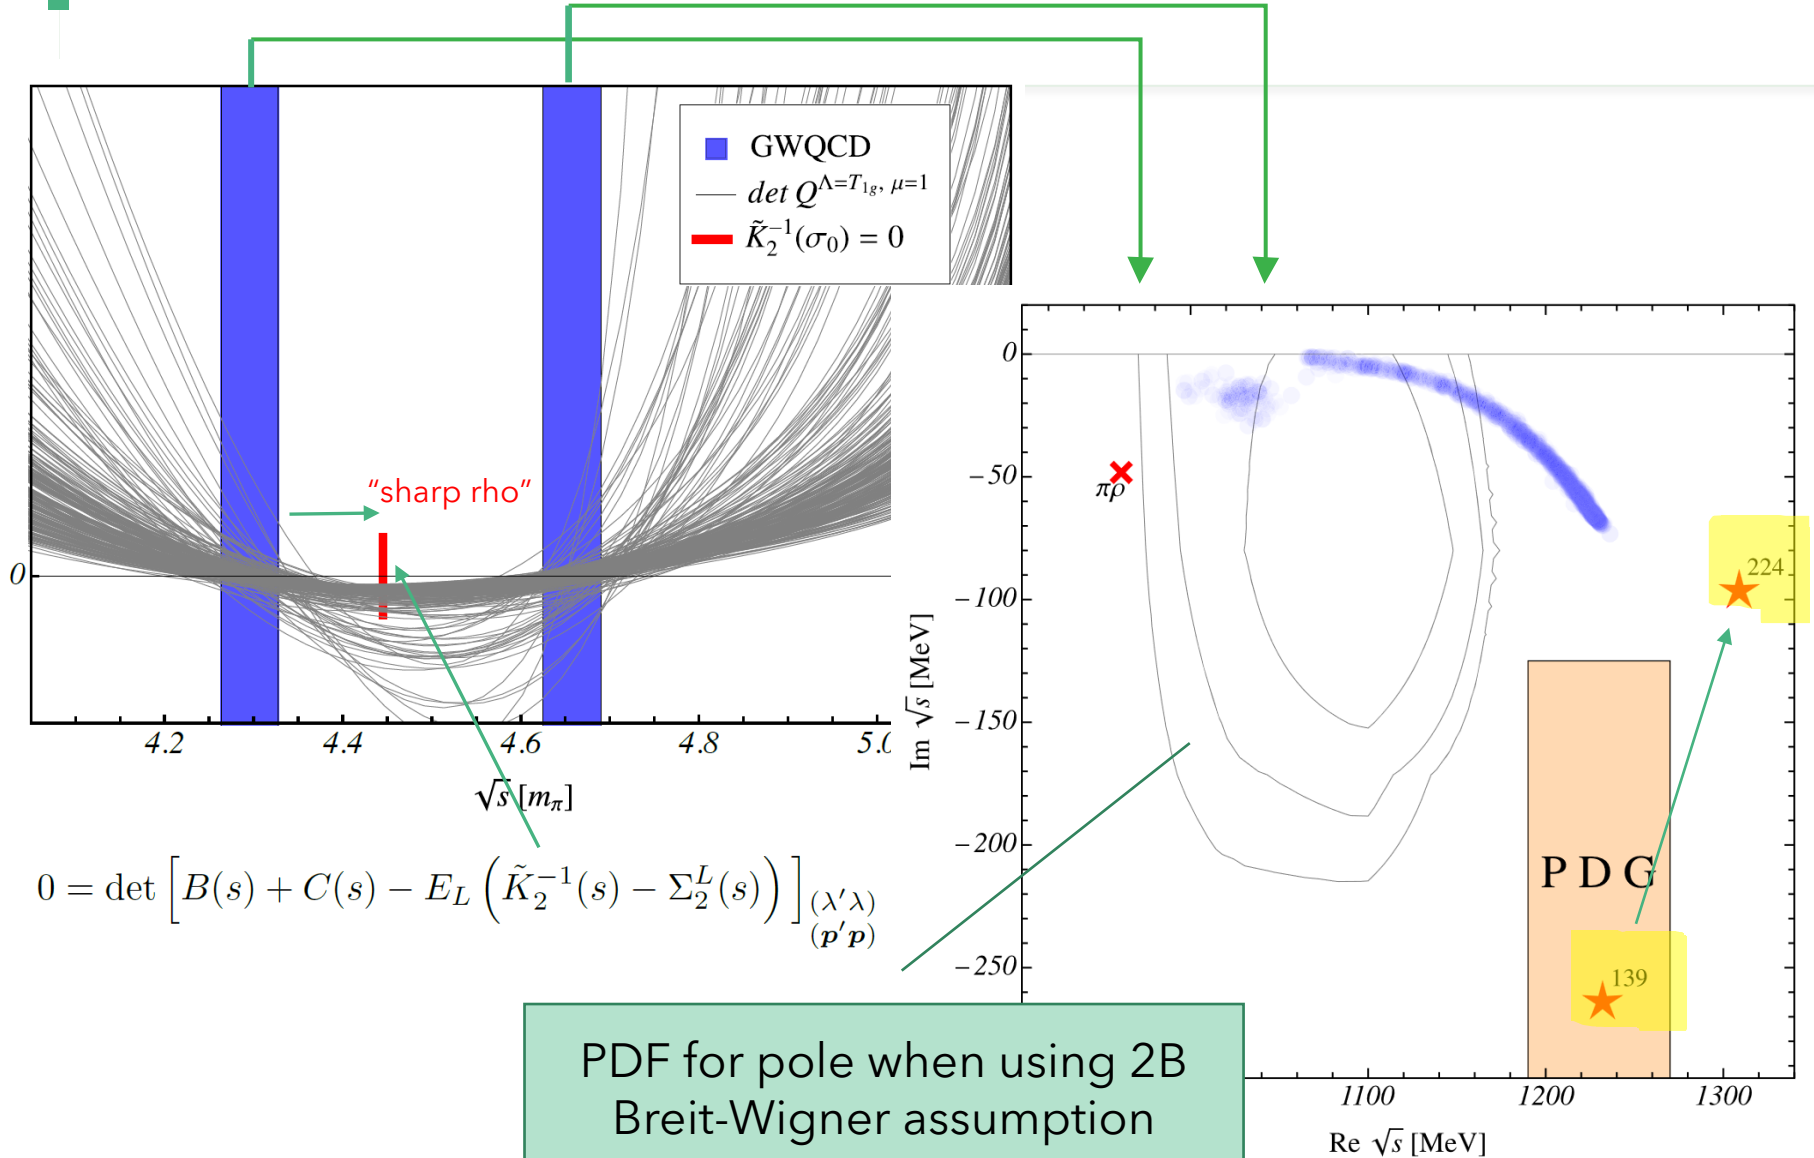 GWQCD
det Q^{Λ=T_{1g}, μ=1}
K̃_2^{-1}(σ_0) = 0
“sharp rho”
0
4.2 4.4 4.6 4.8 5.0
√s [m_π]
0 = det [B(s) + C(s) − E_L (K̃_2^{-1}(s) − Σ_2^L(s))]_{(λ'λ) (p'p)}
0
−50
−100
−150
−200
−250
Im √s [MeV]
πρ
224
PDG
139
1100 1200 1300
Re √s [MeV]
PDF for pole when using 2B
Breit-Wigner assumption